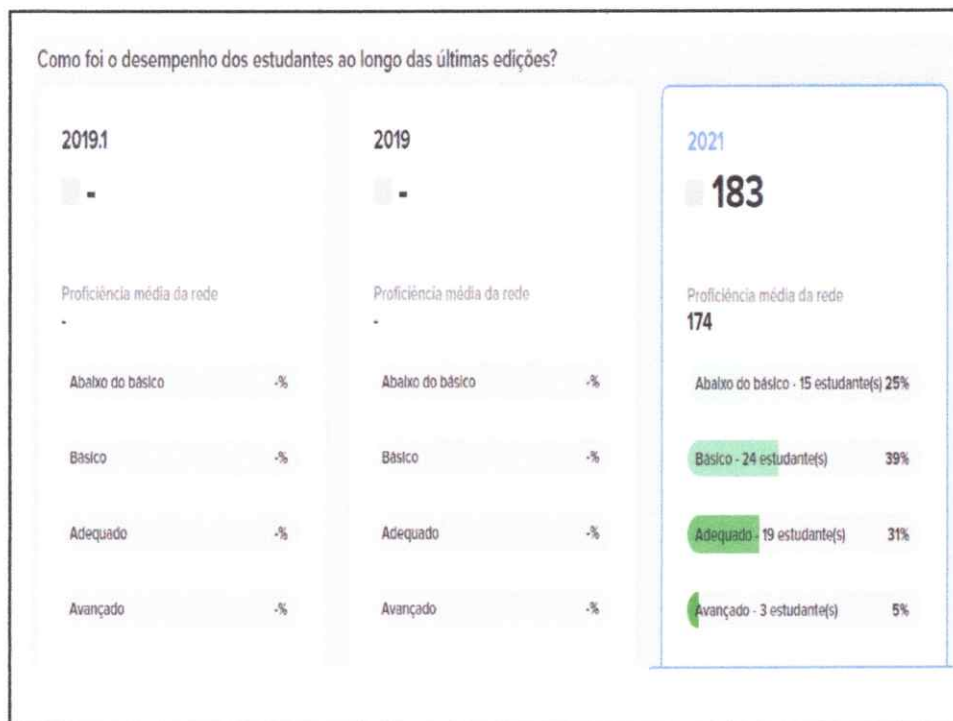 Como foi o desempenho dos estudantes ao longo das últimas edições?
2019.1
-
Proficiência média da rede
-
Abaixo do básico -%
Básico -%
Adequado -%
Avançado -%
2019
-
Proficiência média da rede
-
Abaixo do básico -%
Básico -%
Adequado -%
Avançado -%
2021
183
Proficiência média da rede
174
Abaixo do básico - 15 estudante(s) 25%
Básico - 24 estudante(s) 39%
Adequado - 19 estudante(s) 31%
Avançado - 3 estudante(s) 5%